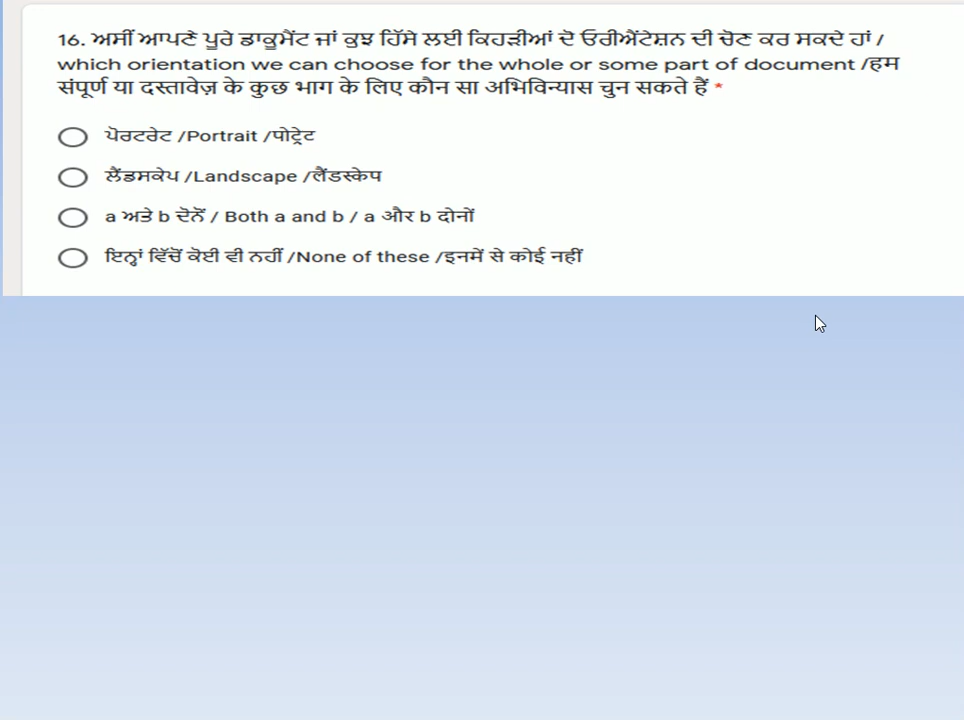 16. ਅਸੀਂ ਆਪਣੇ ਪੂਰੇ ਡਾਕੂਮੈਂਟ ਜਾਂ ਕੁਝ ਹਿੱਸੇ ਲਈ ਕਿਹੜੀਆਂ ਦੋ ਓਰੀਐਂਟੇਸ਼ਨ ਦੀ ਚੋਣ ਕਰ ਸਕਦੇ ਹਾਂ /
which orientation we can choose for the whole or some part of document /हम
संपूर्ण या दस्तावेज़ के कुछ भाग के लिए कौन सा अभिविन्यास चुन सकते हैं *
ਪੋਰਟਰੇਟ /Portrait /पोट्रेट
ਲੈਂਡਸਕੇਪ /Landscape /लैंडस्केप
a ਅਤੇ b ਦੋਨੋਂ / Both a and b / a और b दोनों
ਇਨ੍ਹਾਂ ਵਿੱਚੋਂ ਕੋਈ ਵੀ ਨਹੀਂ /None of these /इनमें से कोई नहीं